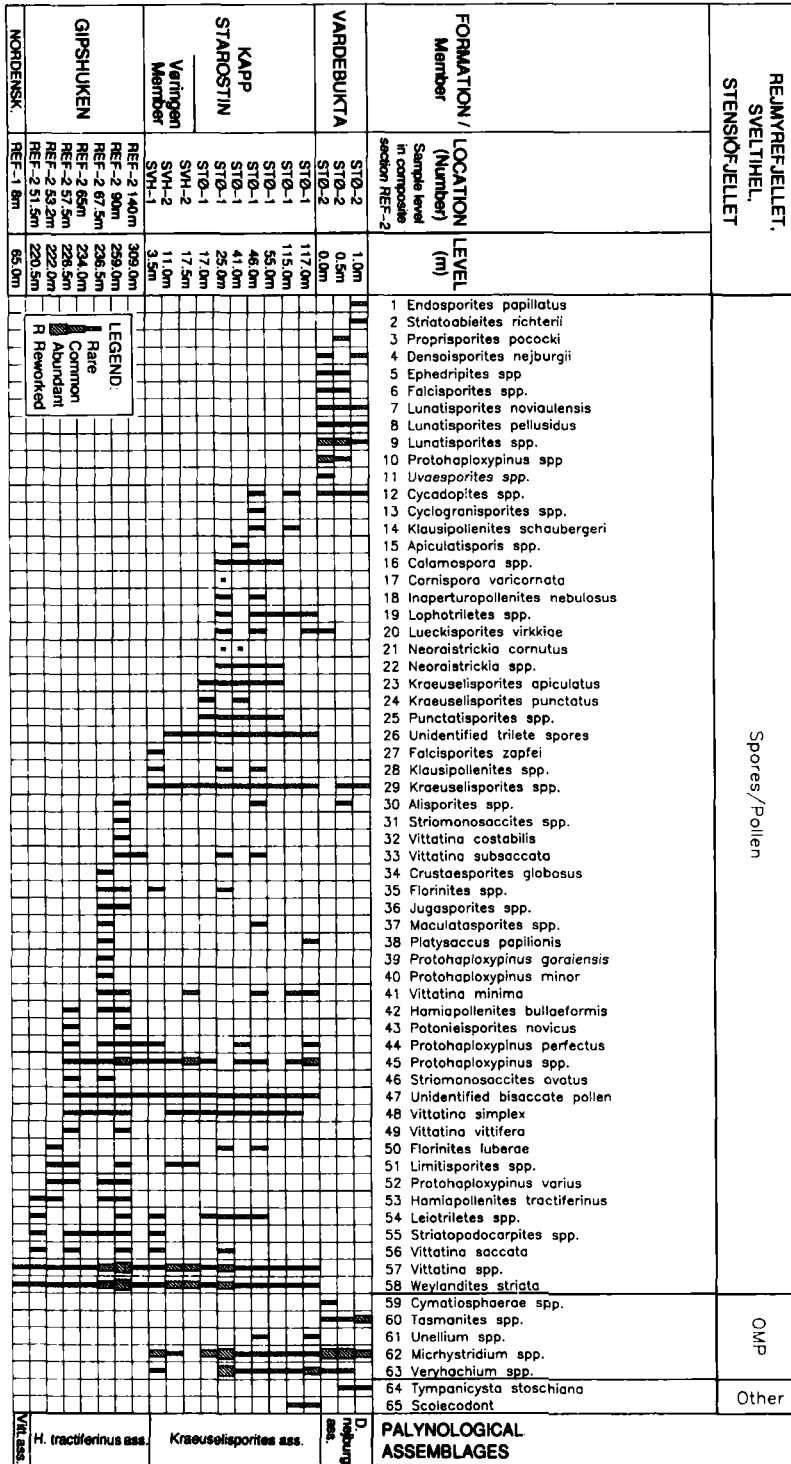 REJMYREFJELLET,
SVELTIHEL,
STENSIÖFJELLET
Spores/Pollen
OMP
Other
FORMATION /
Member
LOCATION
(Number)
Sample level
in composite
section REF-2
LEVEL
(m)
VARDEBUKTA
STØ-2 1.0m
STØ-2 0.5m
STØ-2 0.0m
KAPP
STAROSTIN
STØ-1 117.0m
STØ-1 115.0m
STØ-1 55.0m
STØ-1 46.0m
STØ-1 41.0m
STØ-1 25.0m
STØ-1 17.0m
Vøringen
Member
SVH-2 17.5m
SVH-2 11.0m
SVH-1 3.5m
GIPSHUKEN
REF-2 140m 309.0m
REF-2 90m 259.0m
REF-2 67.5m 236.5m
REF-2 65m 234.0m
REF-2 57.5m 226.5m
REF-2 53.2m 222.0m
REF-2 51.5m 220.5m
NORDENSK.
REF-1 8m 65.0m
1 Endosporites papillatus
2 Striatoabieites richterii
3 Proprisporites pococki
4 Densoisporites nejburgii
5 Ephedripites spp
6 Falcisporites spp.
7 Lunatisporites noviaulensis
8 Lunatisporites pellusidus
9 Lunatisporites spp.
10 Protohaploxypinus spp
11 Uvaesporites spp.
12 Cycadopites spp.
13 Cyclogranisporites spp.
14 Klausipollenites schaubergeri
15 Apiculatisporis spp.
16 Calamospora spp.
17 Cornispora varicornata
18 Inaperturopollenites nebulosus
19 Lophotriletes spp.
20 Lueckisporites virkkiae
21 Neoraistrickia cornutus
22 Neoraistrickia spp.
23 Kraeuselisporites apiculatus
24 Kraeuselisporites punctatus
25 Punctatisporites spp.
26 Unidentified trilete spores
27 Falcisporites zapfei
28 Klausipollenites spp.
29 Kraeuselisporites spp.
30 Alisporites spp.
31 Striomonosaccites spp.
32 Vittatina costabilis
33 Vittatina subsaccata
34 Crustaesporites globosus
35 Florinites spp.
36 Jugasporites spp.
37 Maculatasporites spp.
38 Platysaccus papilionis
39 Protohaploxypinus goraiensis
40 Protohaploxypinus minor
41 Vittatina minima
42 Hamiapollenites bullaeformis
43 Potonieisporites novicus
44 Protohaploxypinus perfectus
45 Protohaploxypinus spp.
46 Striomonosaccites ovatus
47 Unidentified bisaccate pollen
48 Vittatina simplex
49 Vittatina vittifera
50 Florinites luberae
51 Limitisporites spp.
52 Protohaploxypinus varius
53 Hamiapollenites tractiferinus
54 Leiotriletes spp.
55 Striatopodocarpites spp.
56 Vittatina saccata
57 Vittatina spp.
58 Weylandites striata
59 Cymatiosphaerae spp.
60 Tasmanites spp.
61 Unellium spp.
62 Micrhystridium spp.
63 Veryhachium spp.
64 Tympanicysta stoschiana
65 Scolecodont
LEGEND:
Rare
Common
Abundant
R Reworked
PALYNOLOGICAL
ASSEMBLAGES
D.
nejburgi
ass.
Kraeuselisporites ass.
H. tractiferinus ass.
Vitt. ass.